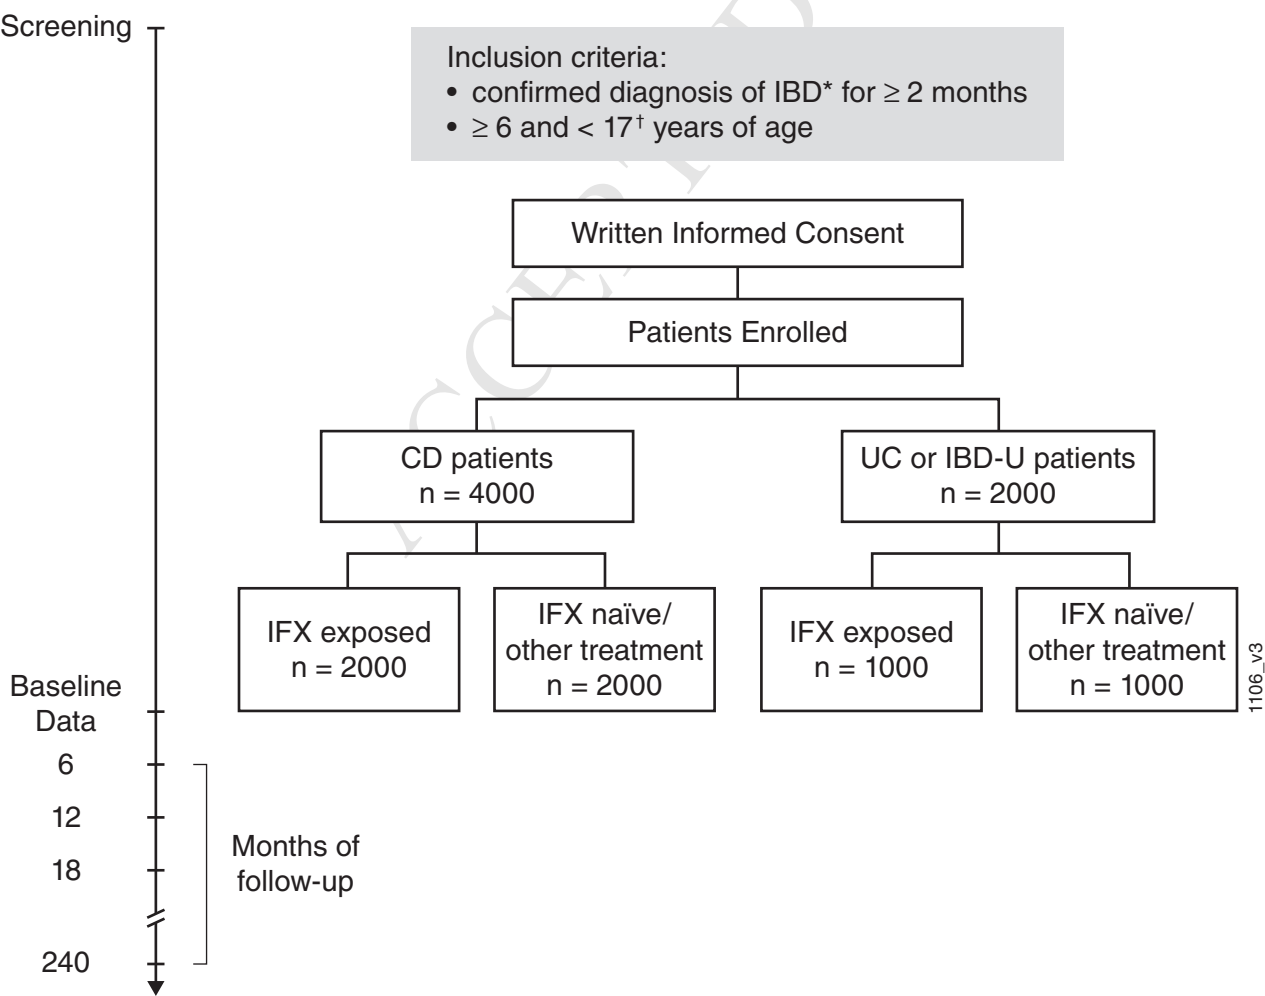 Screening
Inclusion criteria:
• confirmed diagnosis of IBD* for ≥ 2 months
• ≥ 6 and < 17† years of age
Written Informed Consent
Patients Enrolled
CD patients
n = 4000
UC or IBD-U patients
n = 2000
IFX exposed
n = 2000
IFX naïve/
other treatment
n = 2000
IFX exposed
n = 1000
IFX naïve/
other treatment
n = 1000
1106_v3
Baseline
Data
6
12
18
240
Months of
follow-up